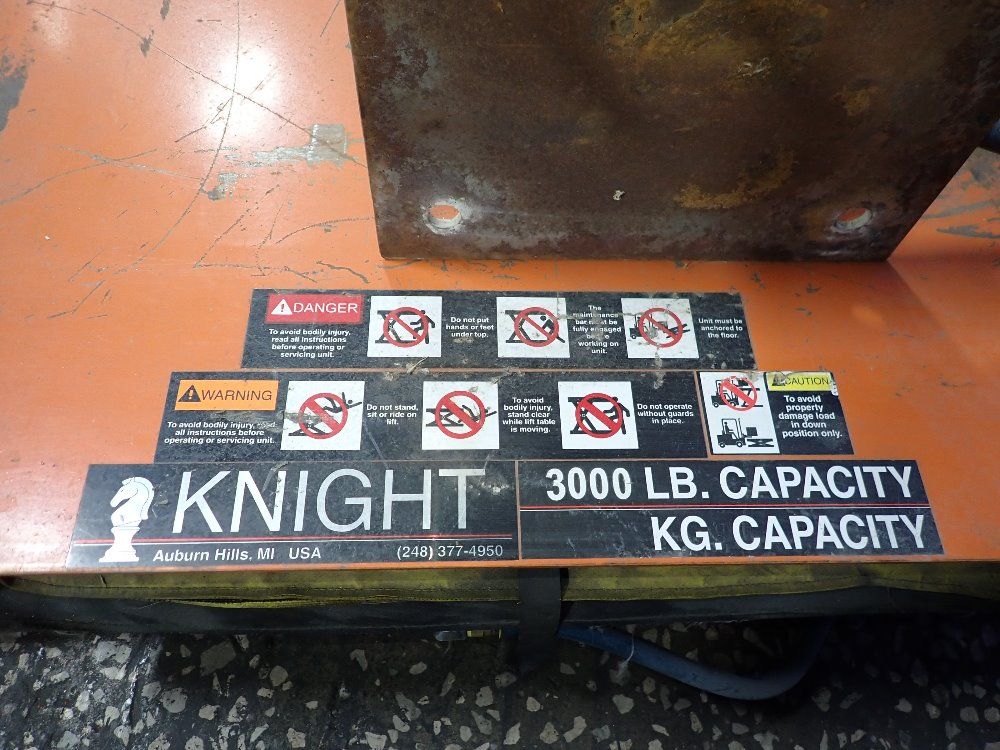 DANGER
To avoid bodily injury,
read all instructions
before operating or
servicing unit.
Do not put
hands or feet
under top.
The
maintenance
bar must be
fully engaged
before
working on
unit.
Unit must be
anchored to
the floor.
WARNING
To avoid bodily injury, read
all instructions before
operating or servicing unit.
Do not stand,
sit or ride on
lift.
To avoid
bodily injury,
stand clear
while lift table
is moving.
Do not operate
without guards
in place.
CAUTION
To avoid
property
damage load
in down
position only.
KNIGHT
Auburn Hills, MI USA (248) 377-4950
3000 LB. CAPACITY
KG. CAPACITY